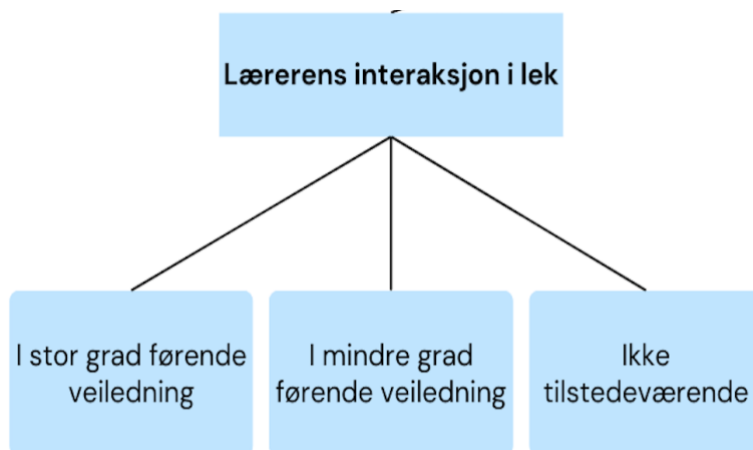 Lærerens interaksjon i lek
I stor grad førende
veiledning
I mindre grad
førende veiledning
Ikke
tilstedeværende